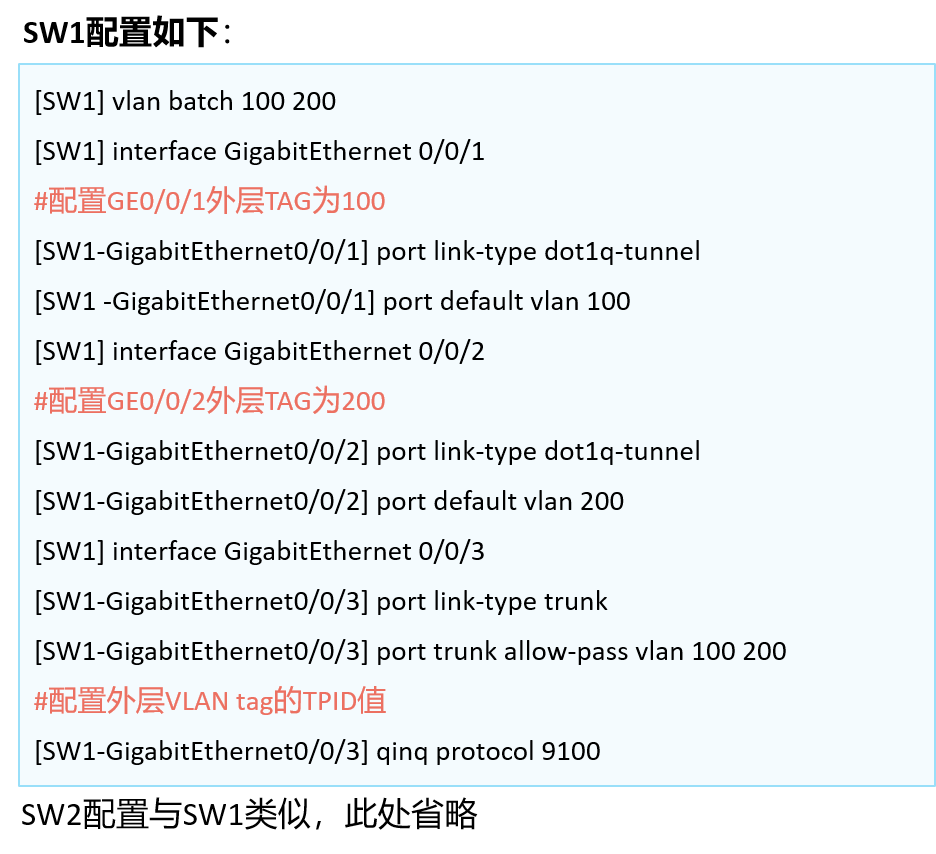 SW1配置如下：
[SW1] vlan batch 100 200
[SW1] interface GigabitEthernet 0/0/1
#配置GE0/0/1外层TAG为100
[SW1-GigabitEthernet0/0/1] port link-type dot1q-tunnel
[SW1 -GigabitEthernet0/0/1] port default vlan 100
[SW1] interface GigabitEthernet 0/0/2
#配置GE0/0/2外层TAG为200
[SW1-GigabitEthernet0/0/2] port link-type dot1q-tunnel
[SW1-GigabitEthernet0/0/2] port default vlan 200
[SW1] interface GigabitEthernet 0/0/3
[SW1-GigabitEthernet0/0/3] port link-type trunk
[SW1-GigabitEthernet0/0/3] port trunk allow-pass vlan 100 200
#配置外层VLAN tag的TPID值
[SW1-GigabitEthernet0/0/3] qinq protocol 9100
SW2配置与SW1类似，此处省略